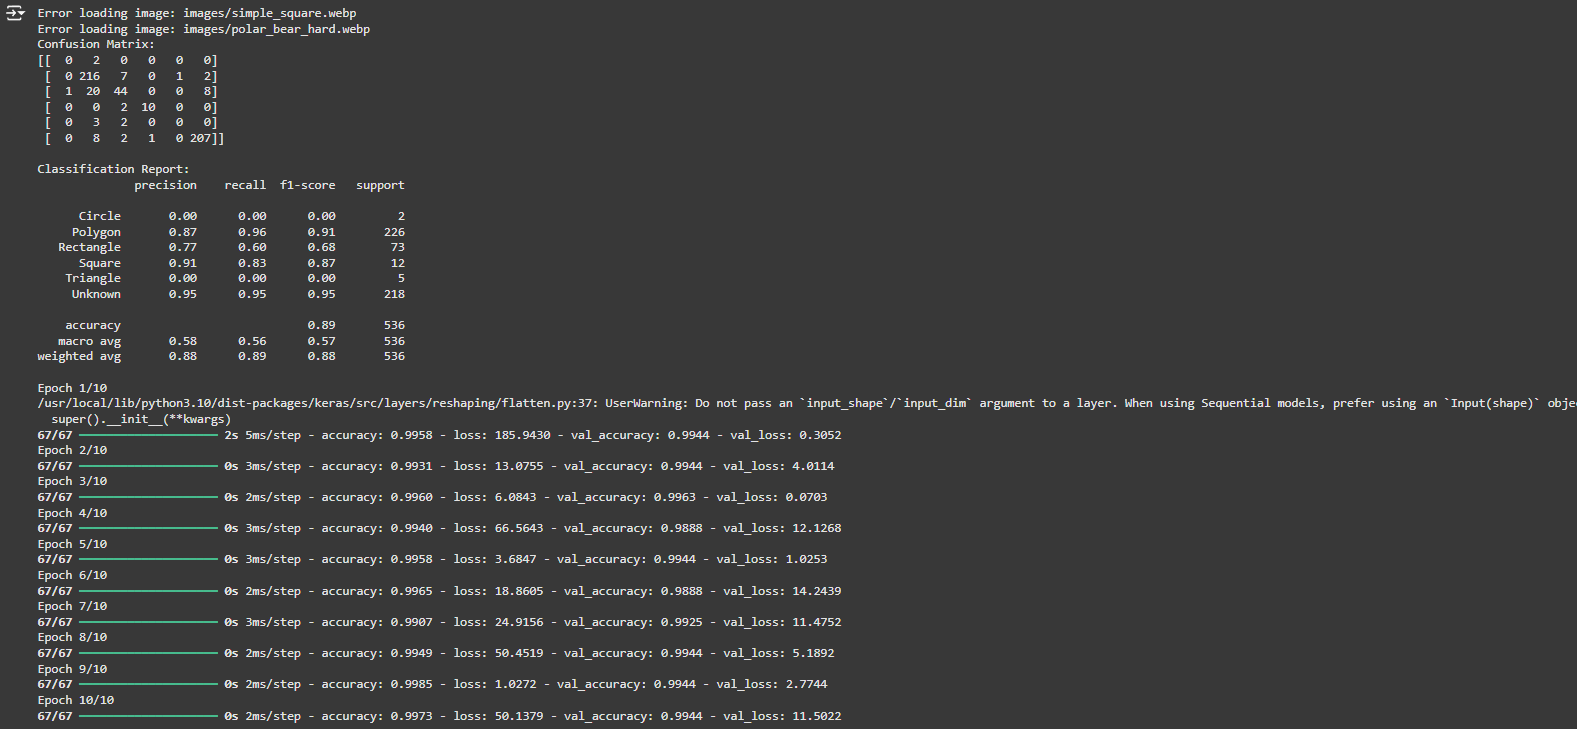 Error loading image: images/simple_square.webp
Error loading image: images/polar_bear_hard.webp
Confusion Matrix:
[[  0   2   0   0   0   0]
 [  0 216   7   0   1   2]
 [  1  20  44   0   0   8]
 [  0   0   2  10   0   0]
 [  0   3   2   0   0   0]
 [  0   8   2   1   0 207]]
Classification Report:
              precision    recall  f1-score   support
      Circle       0.00      0.00      0.00         2
     Polygon       0.87      0.96      0.91       226
   Rectangle       0.77      0.60      0.68        73
      Square       0.91      0.83      0.87        12
    Triangle       0.00      0.00      0.00         5
     Unknown       0.95      0.95      0.95       218
    accuracy                           0.89       536
   macro avg       0.58      0.56      0.57       536
weighted avg       0.88      0.89      0.88       536
Epoch 1/10
/usr/local/lib/python3.10/dist-packages/keras/src/layers/reshaping/flatten.py:37: UserWarning: Do not pass an `input_shape`/`input_dim` argument to a layer. When using Sequential models, prefer using an `Input(shape)` obje
  super().__init__(**kwargs)
67/67 2s 5ms/step - accuracy: 0.9958 - loss: 185.9430 - val_accuracy: 0.9944 - val_loss: 0.3052
Epoch 2/10
67/67 0s 3ms/step - accuracy: 0.9931 - loss: 13.0755 - val_accuracy: 0.9944 - val_loss: 4.0114
Epoch 3/10
67/67 0s 2ms/step - accuracy: 0.9960 - loss: 6.0843 - val_accuracy: 0.9963 - val_loss: 0.0703
Epoch 4/10
67/67 0s 3ms/step - accuracy: 0.9940 - loss: 66.5643 - val_accuracy: 0.9888 - val_loss: 12.1268
Epoch 5/10
67/67 0s 3ms/step - accuracy: 0.9958 - loss: 3.6847 - val_accuracy: 0.9944 - val_loss: 1.0253
Epoch 6/10
67/67 0s 2ms/step - accuracy: 0.9965 - loss: 18.8605 - val_accuracy: 0.9888 - val_loss: 14.2439
Epoch 7/10
67/67 0s 3ms/step - accuracy: 0.9907 - loss: 24.9156 - val_accuracy: 0.9925 - val_loss: 11.4752
Epoch 8/10
67/67 0s 2ms/step - accuracy: 0.9949 - loss: 50.4519 - val_accuracy: 0.9944 - val_loss: 5.1892
Epoch 9/10
67/67 0s 2ms/step - accuracy: 0.9985 - loss: 1.0272 - val_accuracy: 0.9944 - val_loss: 2.7744
Epoch 10/10
67/67 0s 2ms/step - accuracy: 0.9973 - loss: 50.1379 - val_accuracy: 0.9944 - val_loss: 11.5022